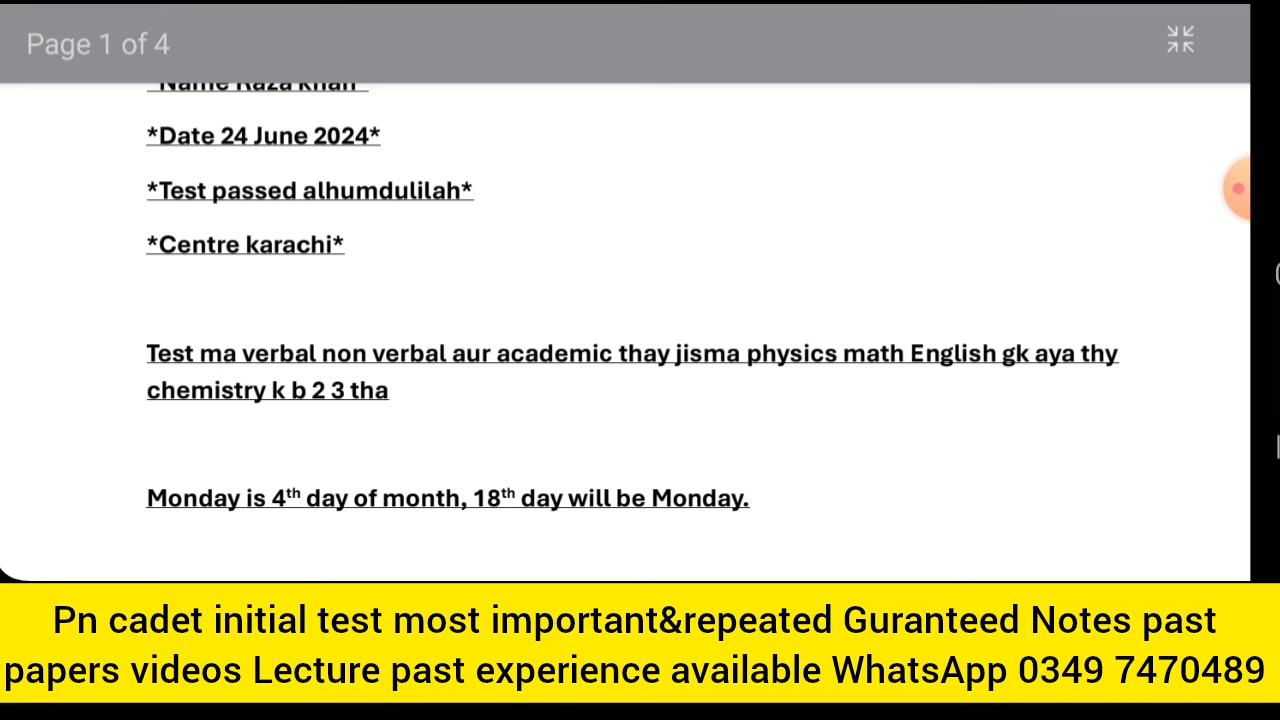 Page 1 of 4
*Name Raza khan*
*Date 24 June 2024*
*Test passed alhumdulilah*
*Centre karachi*
Test ma verbal non verbal aur academic thay jisma physics math English gk aya thy
chemistry k b 2 3 tha
Monday is 4th day of month, 18th day will be Monday.
Pn cadet initial test most important&repeated Guranteed Notes past
papers videos Lecture past experience available WhatsApp 0349 7470489